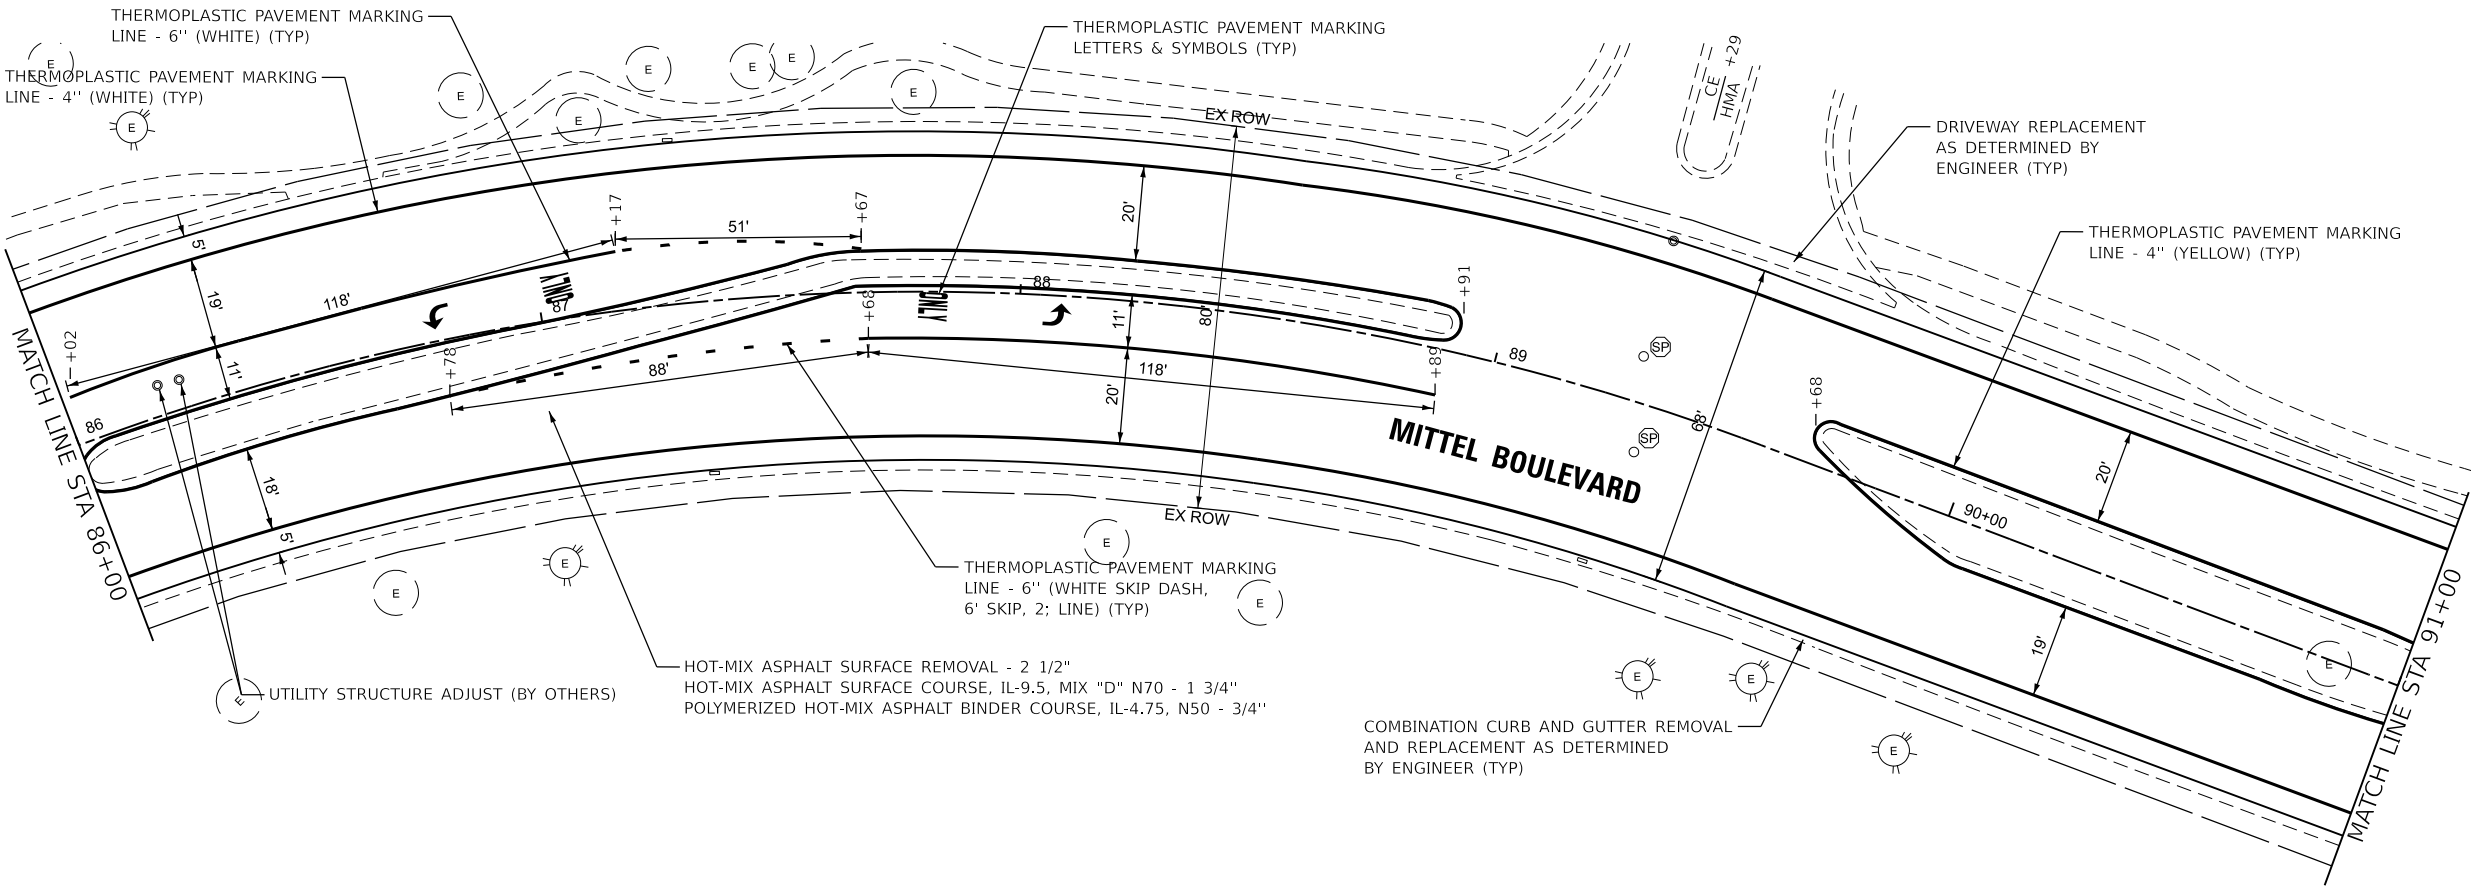 THERMOPLASTIC PAVEMENT MARKING
LINE - 6'' (WHITE) (TYP)
THERMOPLASTIC PAVEMENT MARKING
LINE - 4'' (WHITE) (TYP)
THERMOPLASTIC PAVEMENT MARKING
LETTERS & SYMBOLS (TYP)
CE +29
HMA
DRIVEWAY REPLACEMENT
AS DETERMINED BY
ENGINEER (TYP)
THERMOPLASTIC PAVEMENT MARKING
LINE - 4'' (YELLOW) (TYP)
E
E
E
E
E
E
E
E
EX ROW
+17
51'
+67
20'
5'
19'
118'
ONLY
87
+68
ONLY
88
11'
80'
+91
+02
11'
+78
88'
118'
20'
+89
89
SP
SP
68'
+68
20'
86
MATCH LINE STA 86+00
18'
5'
MITTEL BOULEVARD
EX ROW
90+00
19'
MATCH LINE STA 91+00
E
E
E
E
E
E
E
E
E
THERMOPLASTIC PAVEMENT MARKING
LINE - 6'' (WHITE SKIP DASH,
6' SKIP, 2; LINE) (TYP)
UTILITY STRUCTURE ADJUST (BY OTHERS)
HOT-MIX ASPHALT SURFACE REMOVAL - 2 1/2"
HOT-MIX ASPHALT SURFACE COURSE, IL-9.5, MIX "D" N70 - 1 3/4"
POLYMERIZED HOT-MIX ASPHALT BINDER COURSE, IL-4.75, N50 - 3/4''
COMBINATION CURB AND GUTTER REMOVAL
AND REPLACEMENT AS DETERMINED
BY ENGINEER (TYP)